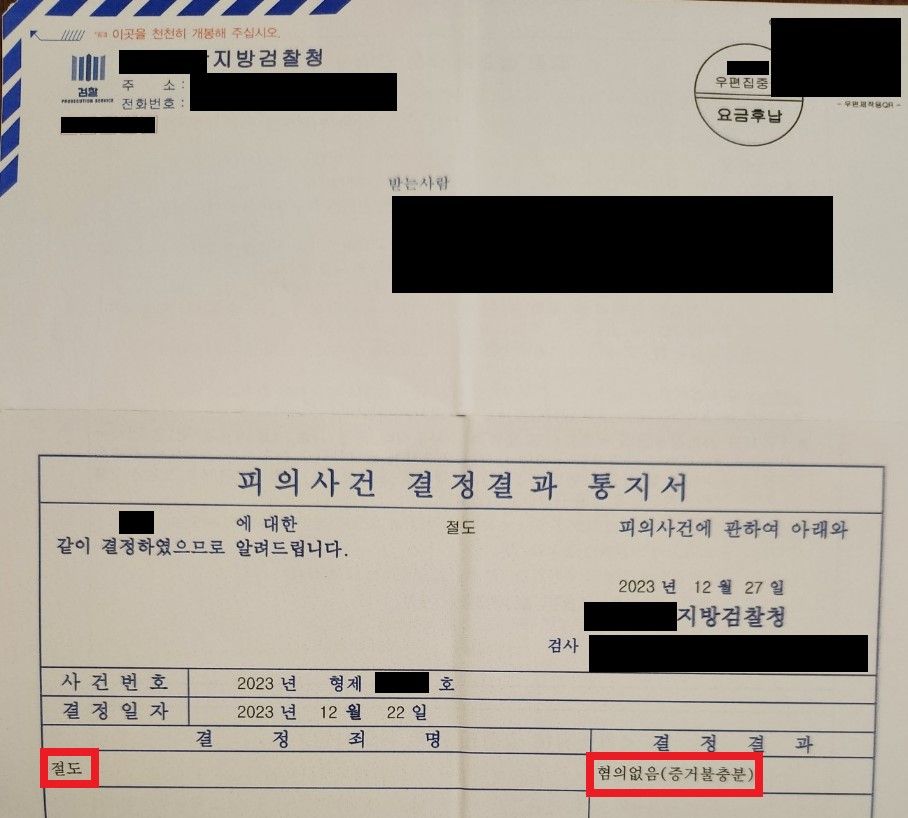 이곳을 천천히 개봉해 주십시오.
지방검찰청
검찰
PROSECUTION SERVICE
주 소 :
전화번호 :
우편집중
요금후납
- 우편제작용QR -
받는사람
피의사건 결정결과 통지서
에 대한 절도 피의사건에 관하여 아래와
같이 결정하였으므로 알려드립니다.
2023 년 12 월 27 일
지방검찰청
검사
사 건 번 호 2023 년 형제 호
결 정 일 자 2023 년 12 월 22 일
결 정 죄 명 결 정 결 과
절도 혐의없음(증거불충분)